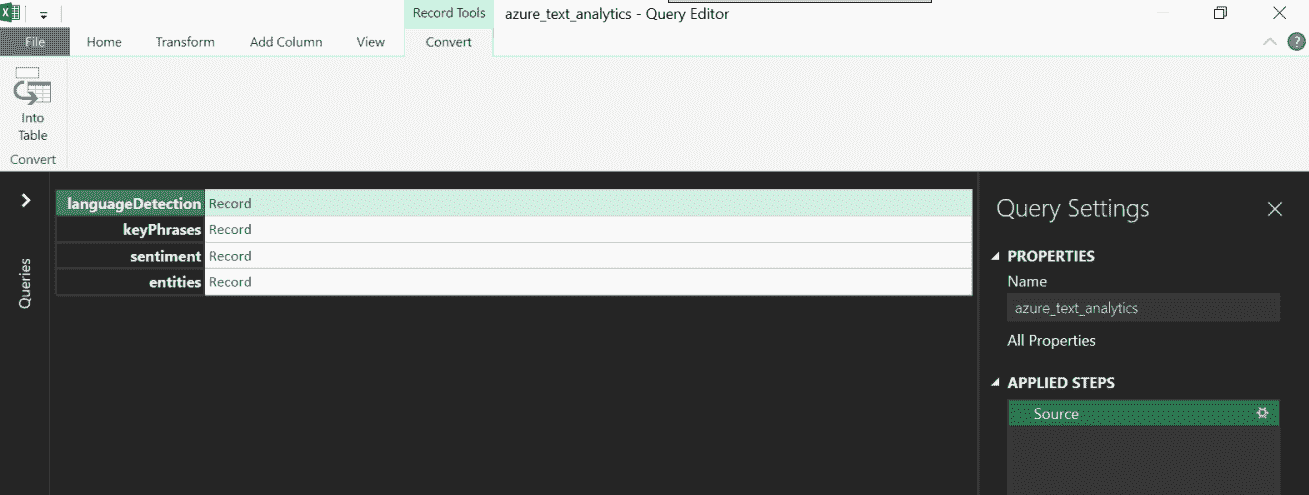 Record Tools azure_text_analytics - Query Editor
File Home Transform Add Column View Convert
?
Into
Table
Convert
Queries
languageDetection Record
keyPhrases Record
sentiment Record
entities Record
Query Settings
PROPERTIES
Name
azure_text_analytics
All Properties
APPLIED STEPS
Source